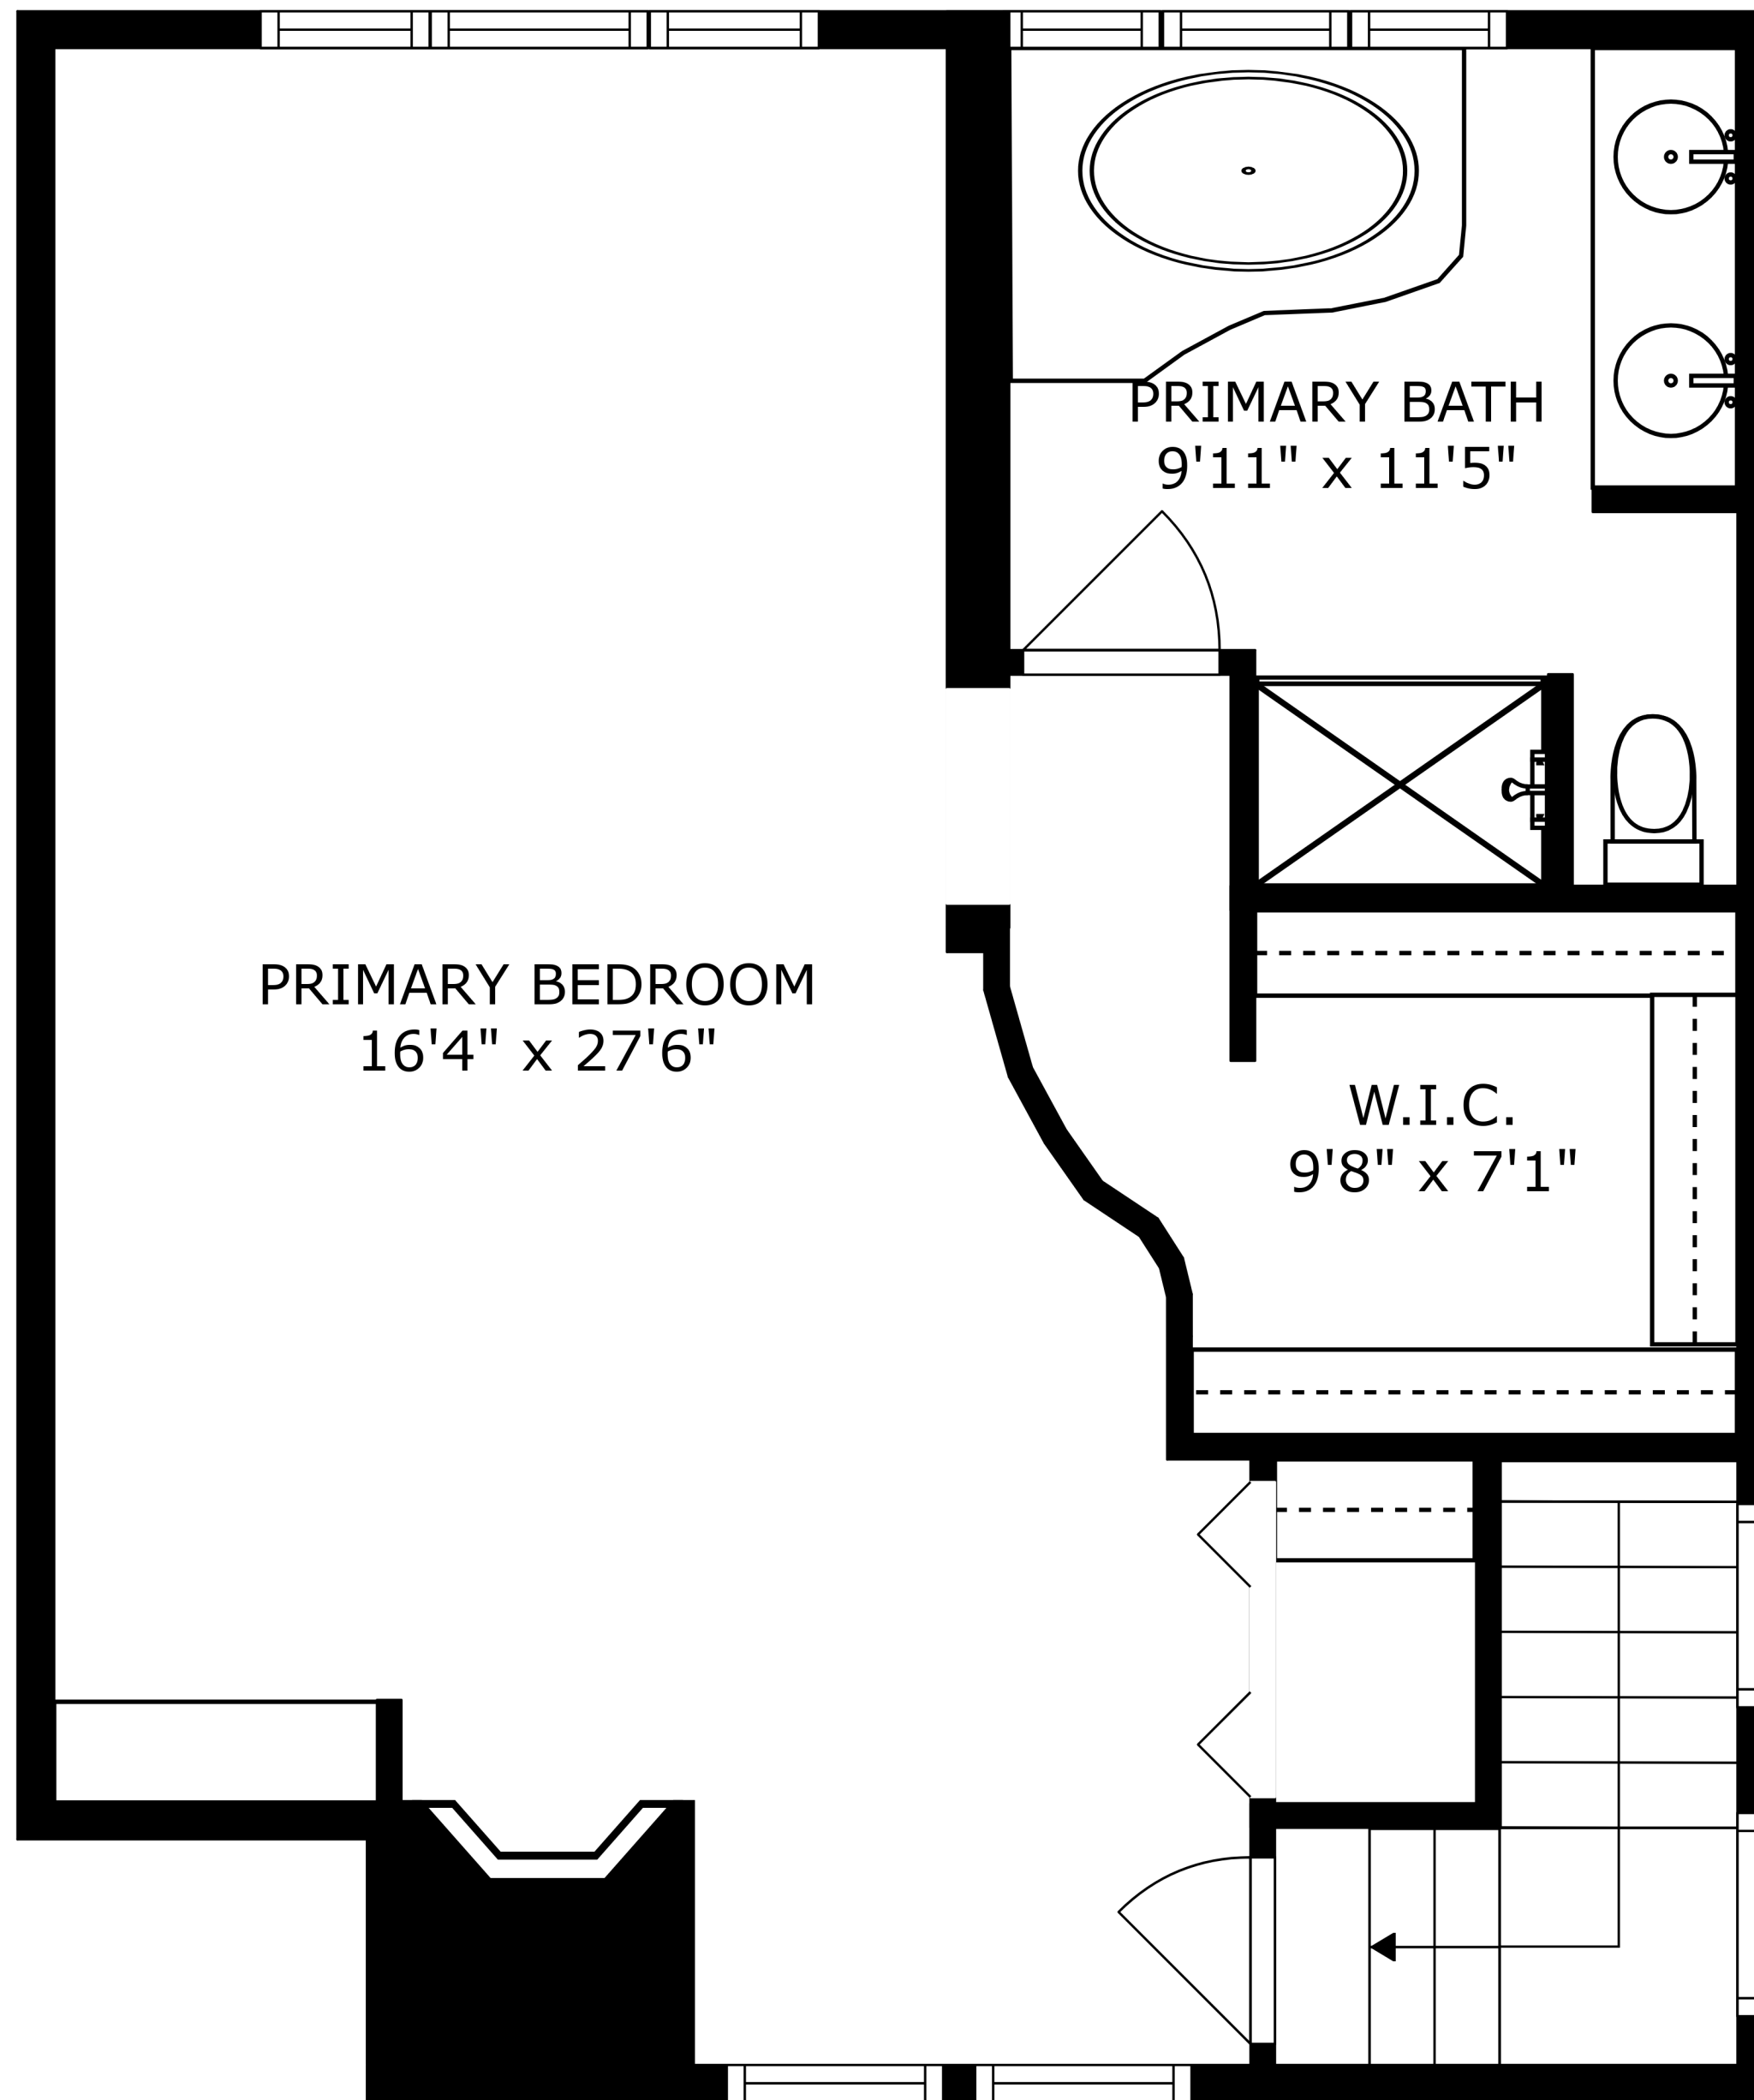 PRIMARY BATH
9'11" x 11'5"
PRIMARY BEDROOM
16'4" x 27'6"
W.I.C.
9'8" x 7'1"